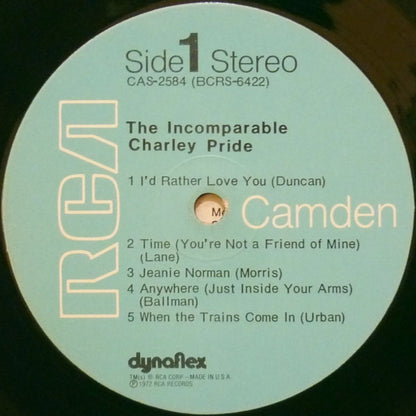 Side 1 Stereo
CAS-2584 (BCRS-6422)
The Incomparable
Charley Pride
1 I'd Rather Love You (Duncan)
RCA
Camden
2 Time (You're Not a Friend of Mine)
(Lane)
3 Jeanie Norman (Morris)
4 Anywhere (Just Inside Your Arms)
(Ballman)
5 When the Trains Come In (Urban)
dynaflex
TM(s) ® RCA CORP.-MADE IN U.S.A.
℗ 1972 RCA RECORDS